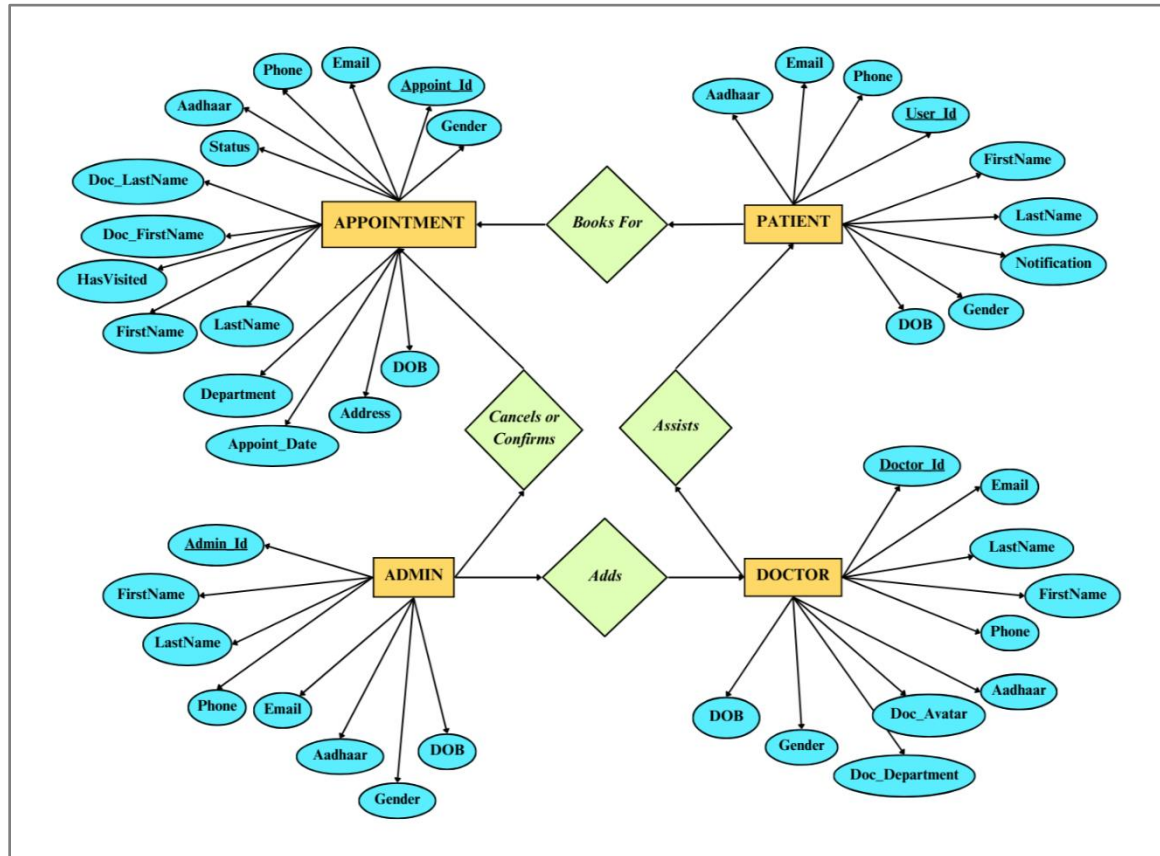 Email
Phone
Appoint_Id
Aadhaar
Gender
Status
Doc_LastName
APPOINTMENT
Doc_FirstName
HasVisited
FirstName
LastName
DOB
Department
Address
Appoint_Date
Books For
Email
Phone
Aadhaar
User_Id
FirstName
PATIENT
LastName
Notification
Gender
DOB
Cancels or
Confirms
Assists
Admin_Id
ADMIN
FirstName
LastName
Phone
Email
Aadhaar
DOB
Gender
Adds
Doctor_Id
Email
LastName
DOCTOR
FirstName
Phone
Aadhaar
DOB
Doc_Avatar
Gender
Doc_Department